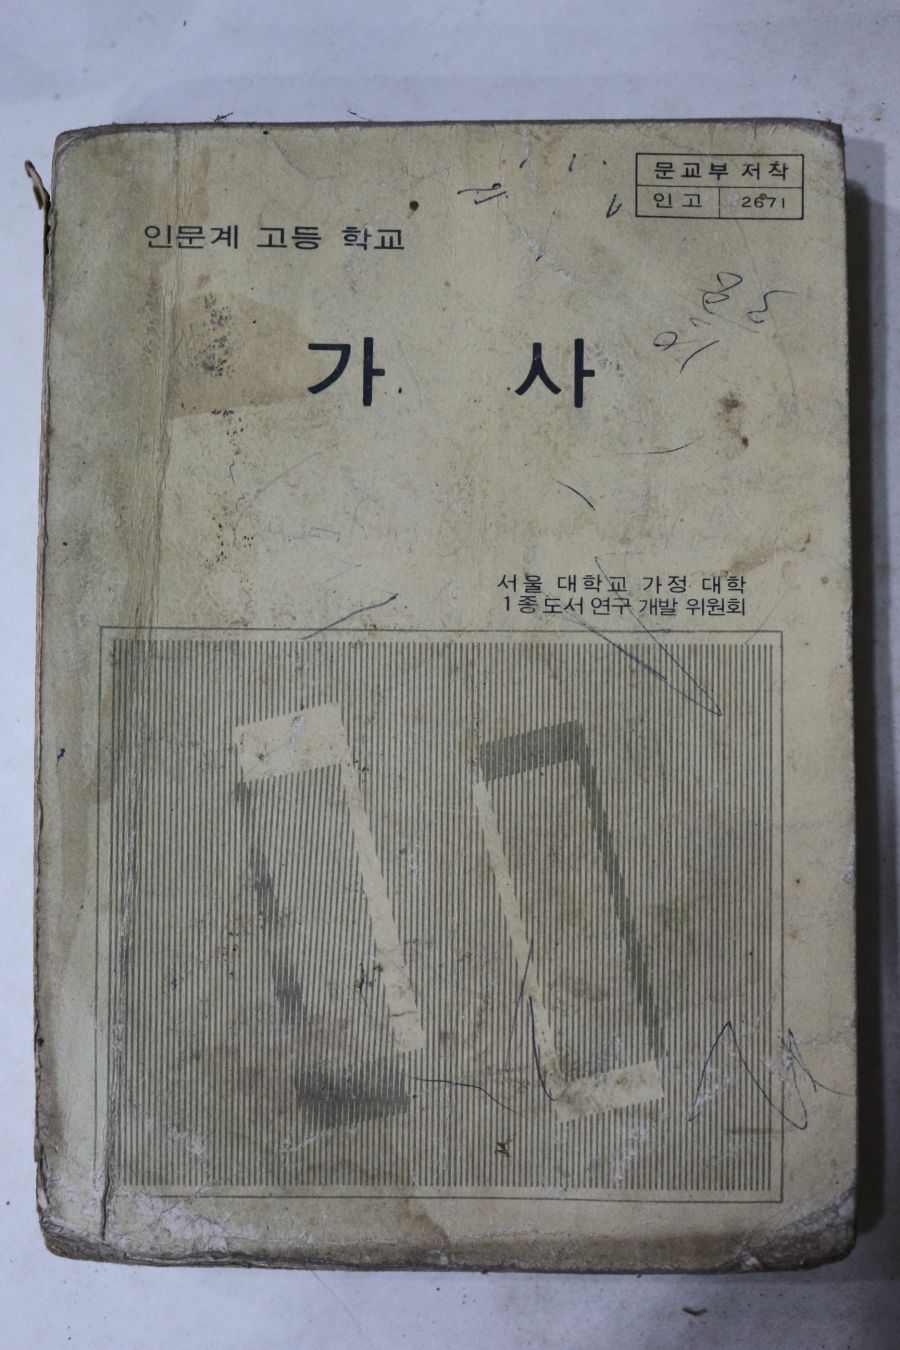 문교부 저작
인고 2671
인문계 고등 학교
가 사
서울 대학교 가정 대학
1종 도서 연구 개발 위원회